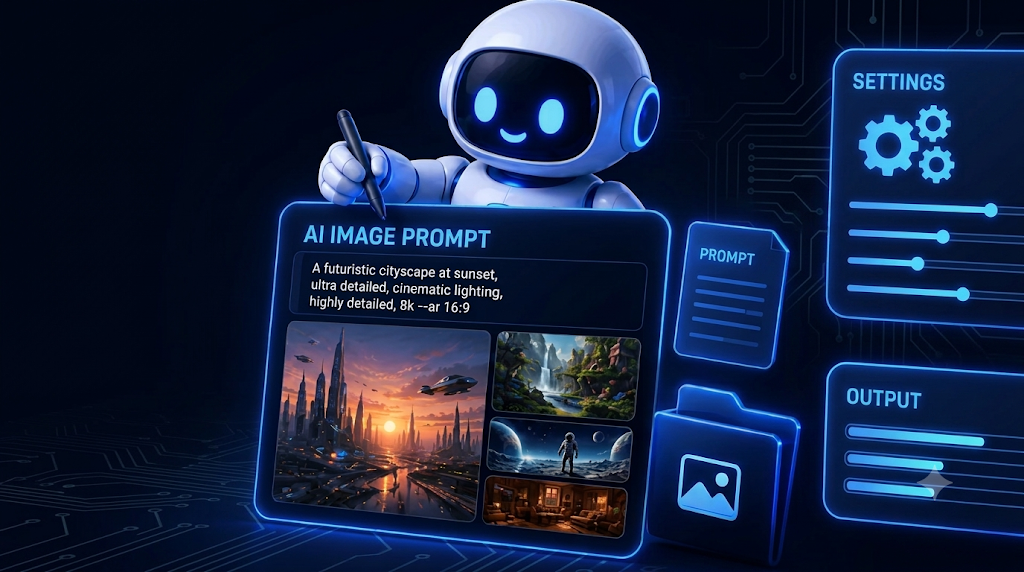 AI IMAGE PROMPT
A futuristic cityscape at sunset,
ultra detailed, cinematic lighting,
highly detailed, 8k --ar 16:9
PROMPT
SETTINGS
OUTPUT